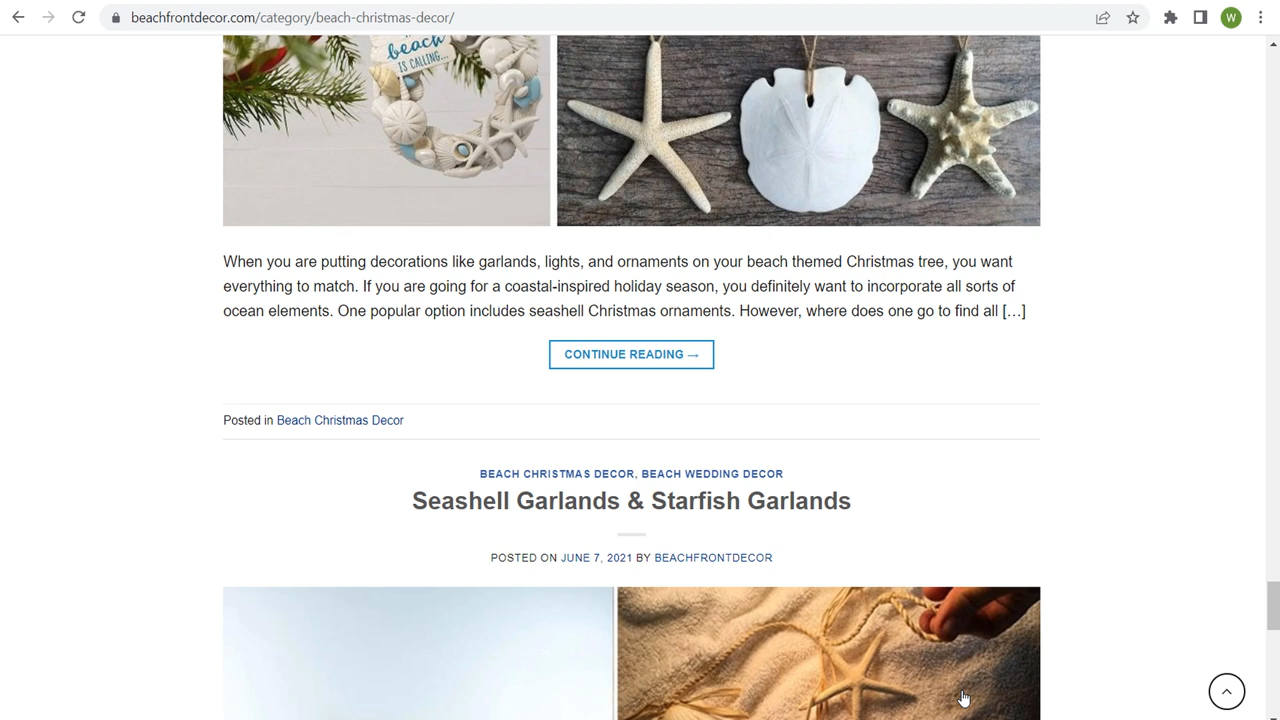 beachfrontdecor.com/category/beach-christmas-decor/
W
beach
IS CALLING...
When you are putting decorations like garlands, lights, and ornaments on your beach themed Christmas tree, you want
everything to match. If you are going for a coastal-inspired holiday season, you definitely want to incorporate all sorts of
ocean elements. One popular option includes seashell Christmas ornaments. However, where does one go to find all […]
CONTINUE READING →
Posted in Beach Christmas Decor
BEACH CHRISTMAS DECOR, BEACH WEDDING DECOR
Seashell Garlands & Starfish Garlands
POSTED ON JUNE 7, 2021 BY BEACHFRONTDECOR